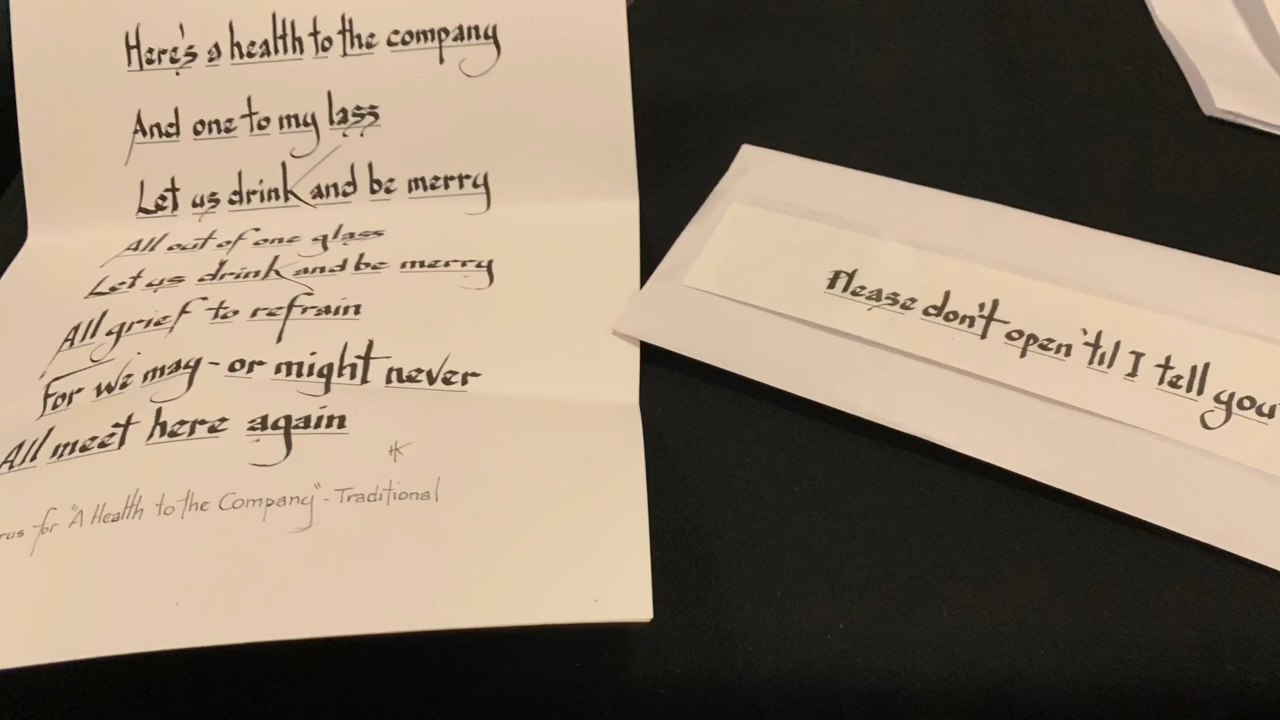 Here's a health to the company
And one to my lass
Let us drink and be merry
All out of one glass
Let us drink and be merry
All grief to refrain
For we may - or might never
All meet here again
HK
for "A Health to the Company" - Traditional
Please don't open 'til I tell you